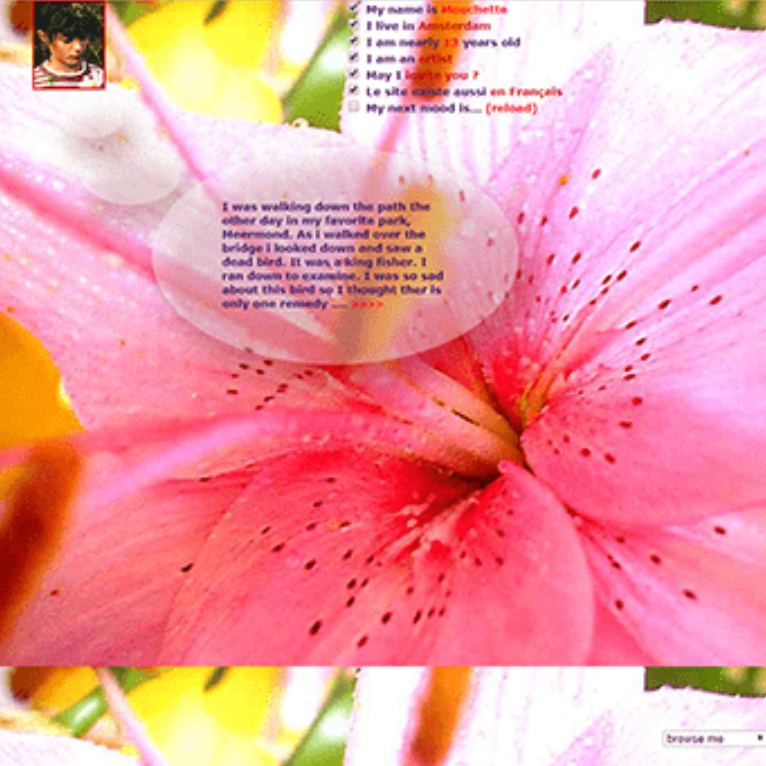 My name is Mouchette
I live in Amsterdam
I am nearly 13 years old
I am an artist
May I invite you ?
Le site existe aussi en Français
My next mood is... (reload)
I was walking down the path the
other day in my favorite park,
Heermond. As i walked over the
bridge i looked down and saw a
dead bird. It was a king fisher. I
ran down to examine. I was so sad
about this bird so I thought ther is
only one remedy .... >>>>
browse me